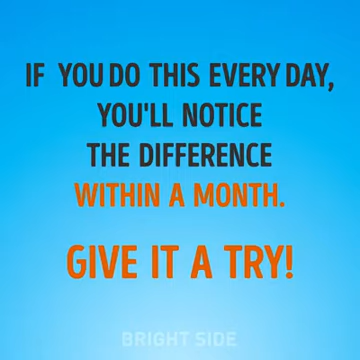 IF YOU DO THIS EVERY DAY,
YOU'LL NOTICE
THE DIFFERENCE
WITHIN A MONTH.
GIVE IT A TRY!
BRIGHT SIDE